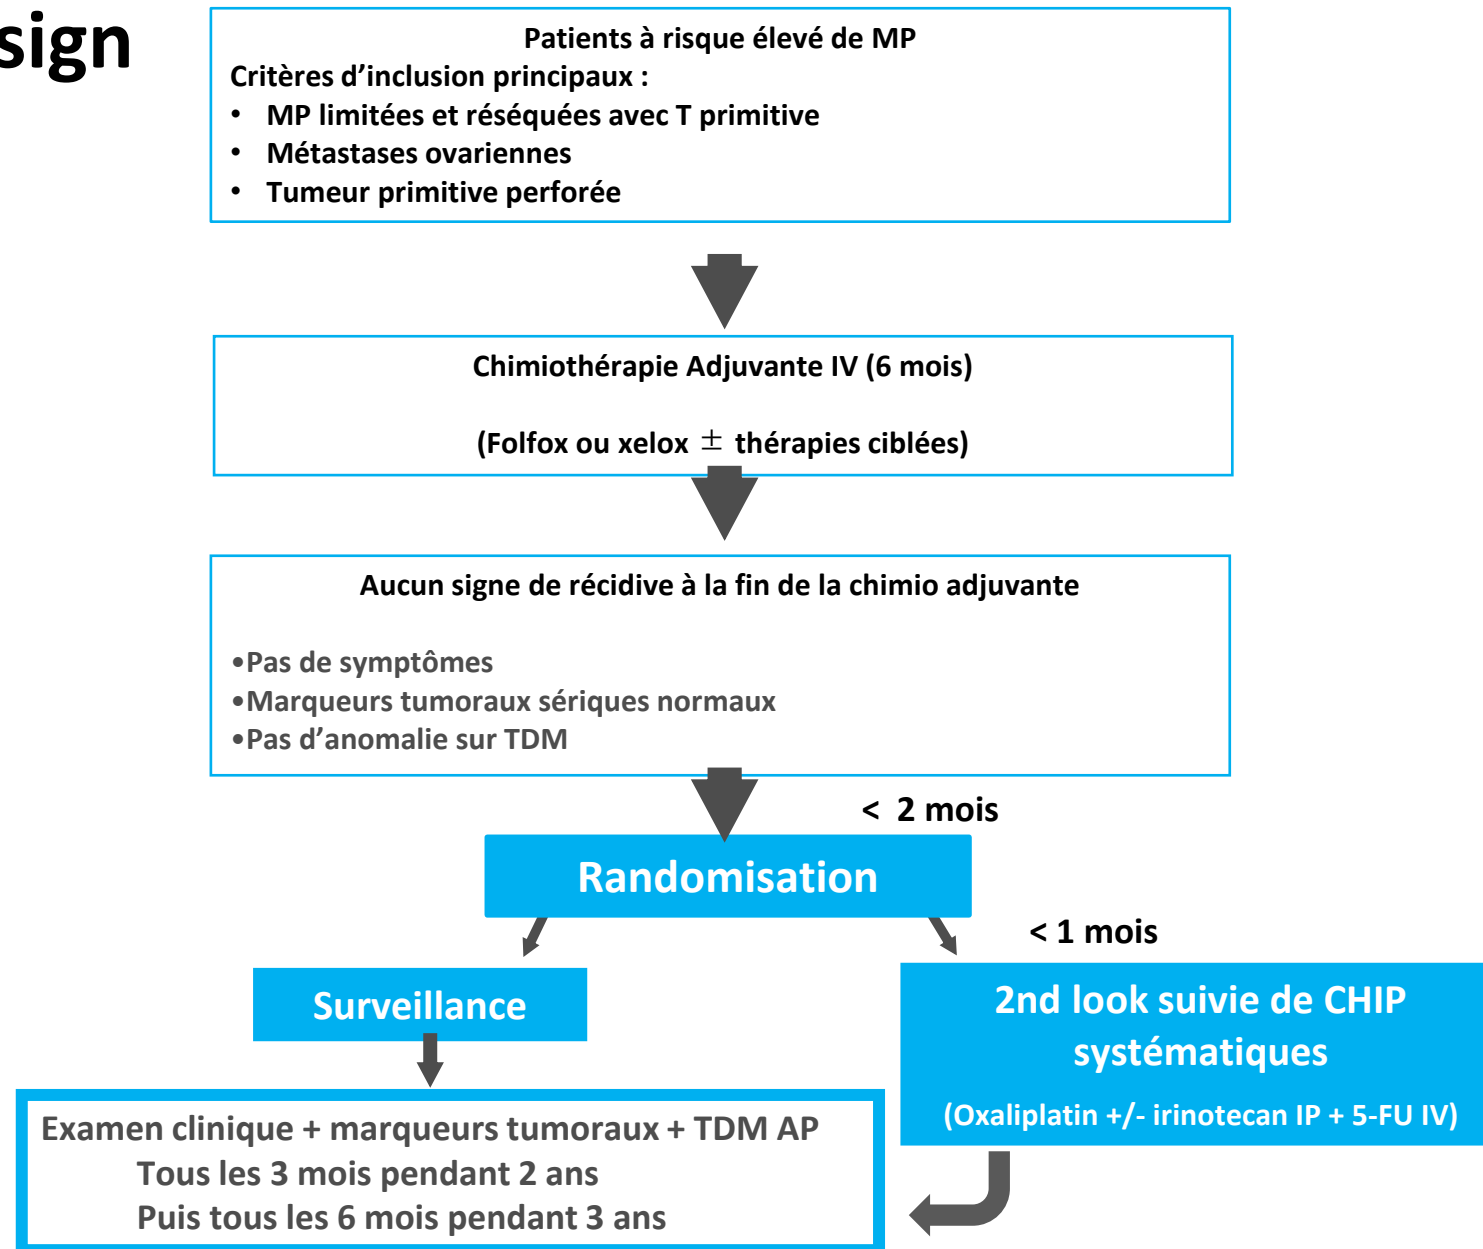 sign
Patients à risque élevé de MP
Critères d’inclusion principaux :
• MP limitées et réséquées avec T primitive
• Métastases ovariennes
• Tumeur primitive perforée
Chimiothérapie Adjuvante IV (6 mois)
(Folfox ou xelox ± thérapies ciblées)
Aucun signe de récidive à la fin de la chimio adjuvante
•Pas de symptômes
•Marqueurs tumoraux sériques normaux
•Pas d’anomalie sur TDM
< 2 mois
Randomisation
< 1 mois
Surveillance
2nd look suivie de CHIP
systématiques
(Oxaliplatin +/- irinotecan IP + 5-FU IV)
Examen clinique + marqueurs tumoraux + TDM AP
Tous les 3 mois pendant 2 ans
Puis tous les 6 mois pendant 3 ans